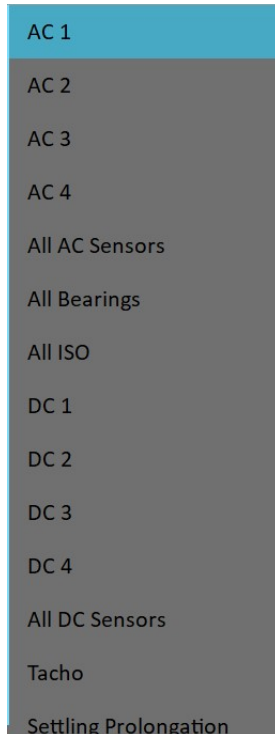 AC 1
AC 2
AC 3
AC 4
All AC Sensors
All Bearings
All ISO
DC 1
DC 2
DC 3
DC 4
All DC Sensors
Tacho
Settling Prolongation